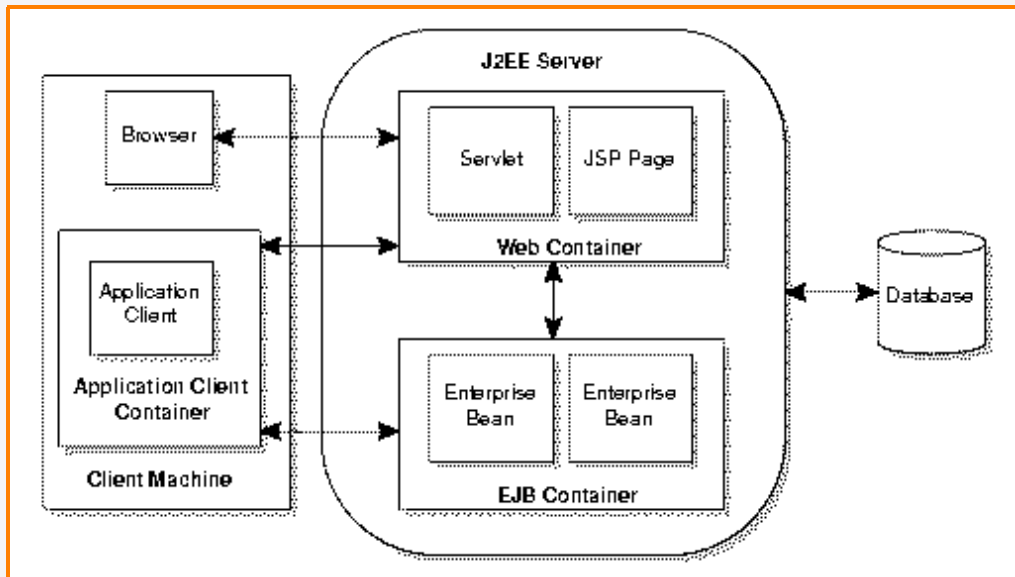 J2EE Server
Browser
Servlet
JSP Page
Web Container
Application
Client
Application Client
Container
Client Machine
Enterprise
Bean
Enterprise
Bean
EJB Container
Database